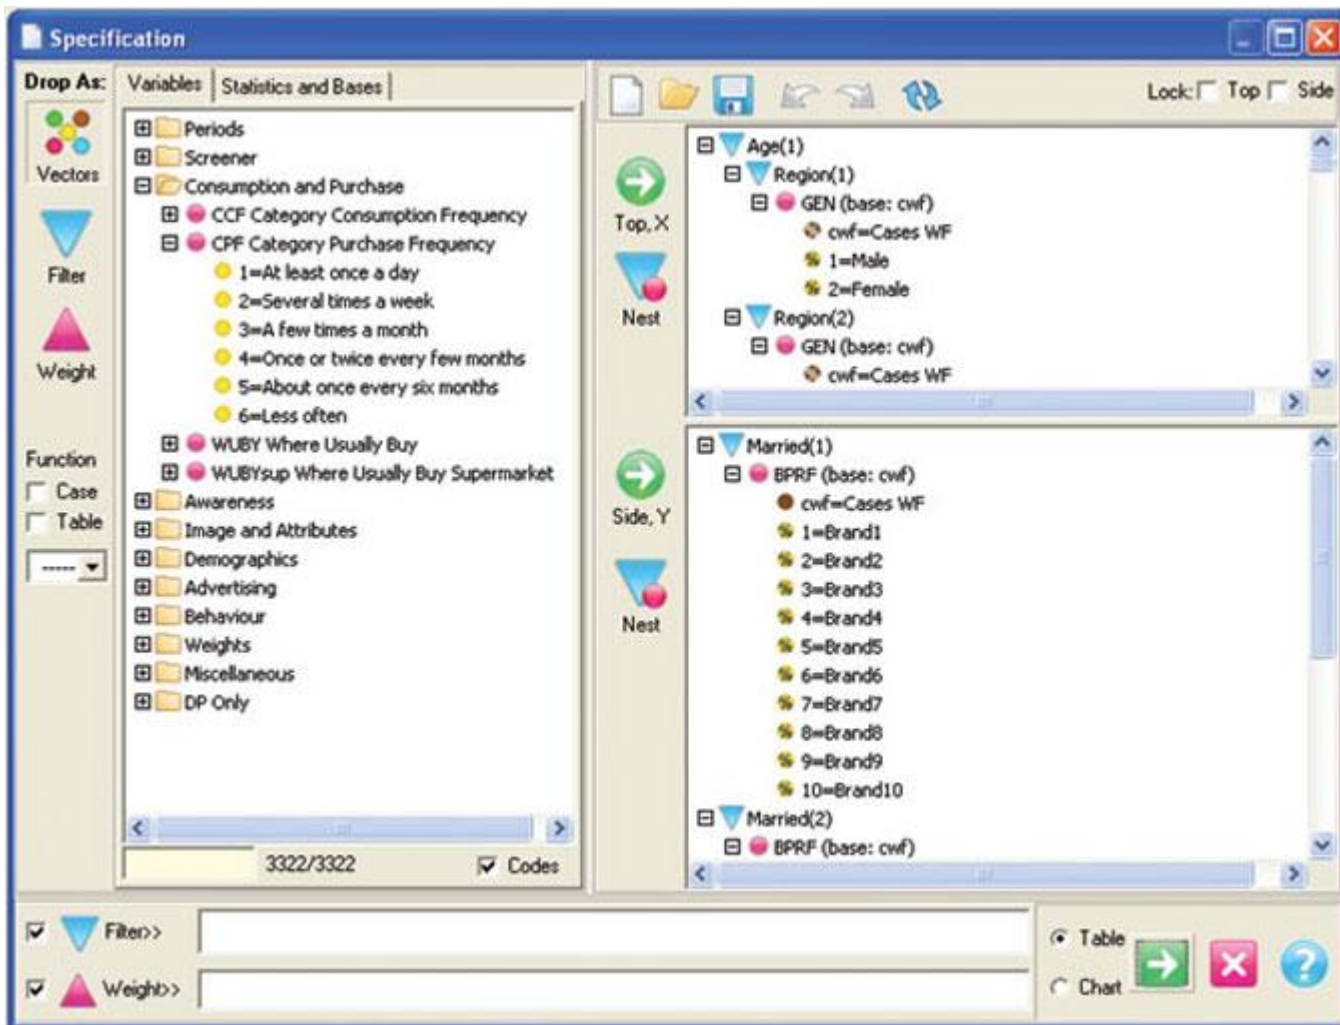 Specification
Drop As:
Vectors
Filter
Weight
Function
Case
Table
-----
Variables
Statistics and Bases
Periods
Screener
Consumption and Purchase
CCF Category Consumption Frequency
CPF Category Purchase Frequency
1=At least once a day
2=Several times a week
3=A few times a month
4=Once or twice every few months
5=About once every six months
6=Less often
WUBY Where Usually Buy
WUBYsup Where Usually Buy Supermarket
Awareness
Image and Attributes
Demographics
Advertising
Behaviour
Weights
Miscellaneous
DP Only
3322/3322
Codes
Lock: Top Side
Top, X
Nest
Age(1)
Region(1)
GEN (base: cwf)
cwf=Cases WF
1=Male
2=Female
Region(2)
GEN (base: cwf)
cwf=Cases WF
Side, Y
Nest
Married(1)
BPRF (base: cwf)
cwf=Cases WF
1=Brand1
2=Brand2
3=Brand3
4=Brand4
5=Brand5
6=Brand6
7=Brand7
8=Brand8
9=Brand9
10=Brand10
Married(2)
BPRF (base: cwf)
Filter>>
Weight>>
Table
Chart
?